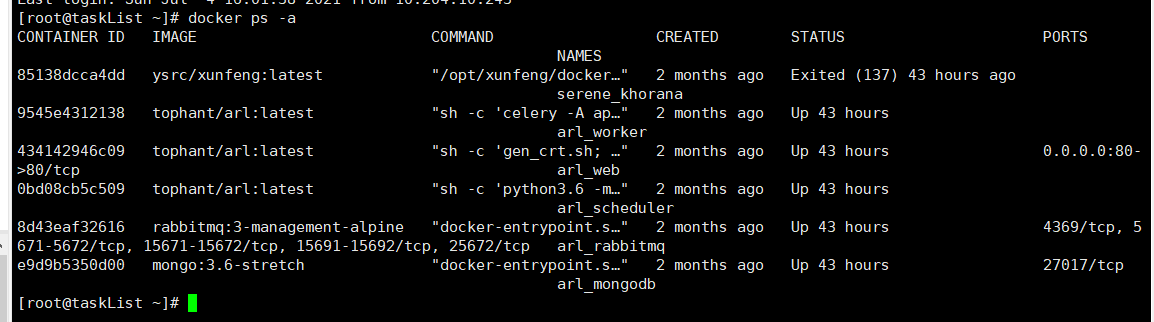 Last login: Sun Jul  4 16:01:38 2021 from 10.204.16.243
[root@taskList ~]# docker ps -a
CONTAINER ID   IMAGE                          COMMAND                  CREATED        STATUS                      PORTS
                                                               NAMES
85138dcca4dd   ysrc/xunfeng:latest            "/opt/xunfeng/docker…"   2 months ago   Exited (137) 43 hours ago
                                                               serene_khorana
9545e4312138   tophant/arl:latest             "sh -c 'celery -A ap…"   2 months ago   Up 43 hours
                                                               arl_worker
434142946c09   tophant/arl:latest             "sh -c 'gen_crt.sh; …"   2 months ago   Up 43 hours                 0.0.0.0:80-
>80/tcp                                                        arl_web
0bd08cb5c509   tophant/arl:latest             "sh -c 'python3.6 -m…"   2 months ago   Up 43 hours
                                                               arl_scheduler
8d43eaf32616   rabbitmq:3-management-alpine   "docker-entrypoint.s…"   2 months ago   Up 43 hours                 4369/tcp, 5
671-5672/tcp, 15671-15672/tcp, 15691-15692/tcp, 25672/tcp   arl_rabbitmq
e9d9b5350d00   mongo:3.6-stretch              "docker-entrypoint.s…"   2 months ago   Up 43 hours                 27017/tcp
                                                               arl_mongodb
[root@taskList ~]#